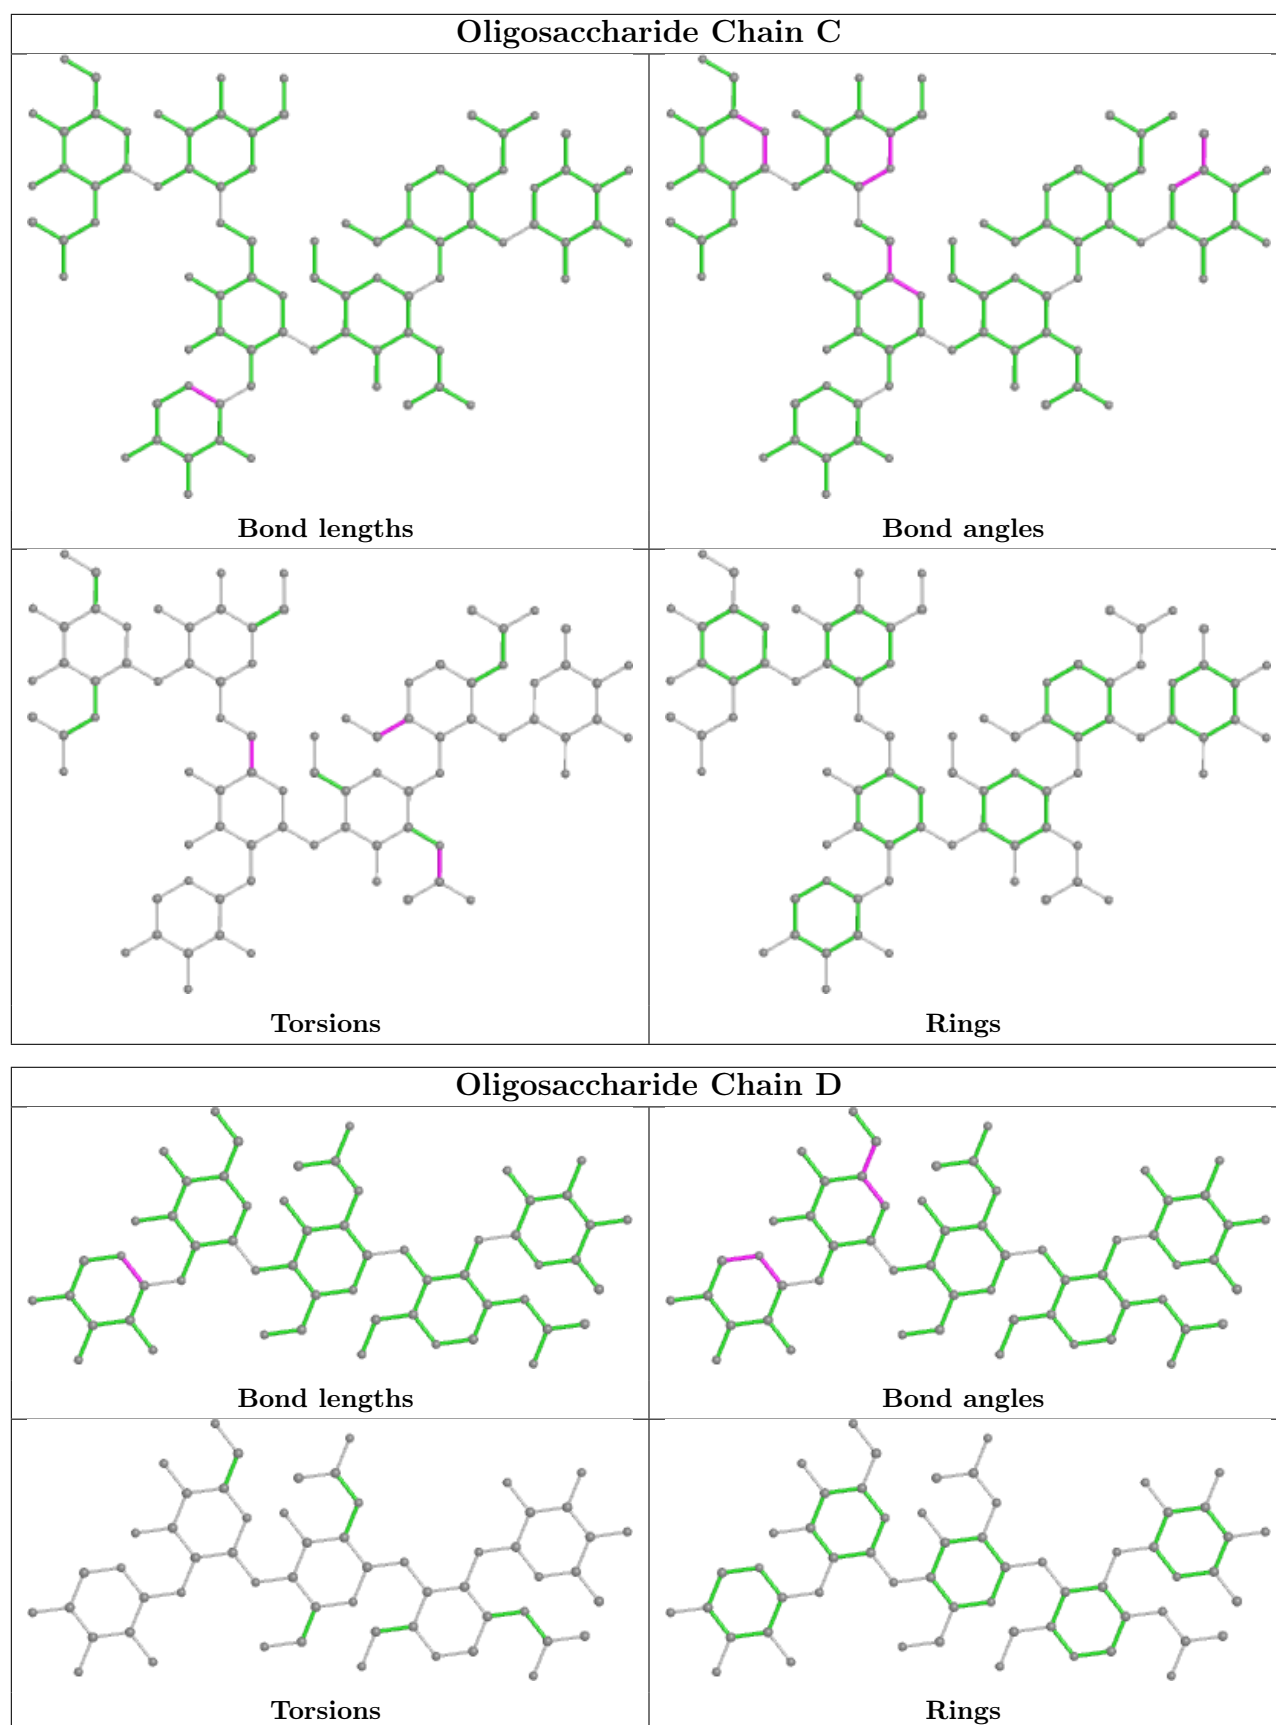 Oligosaccharide Chain C
Bond lengths
Bond angles
Torsions
Rings
Oligosaccharide Chain D
Bond lengths
Bond angles
Torsions
Rings